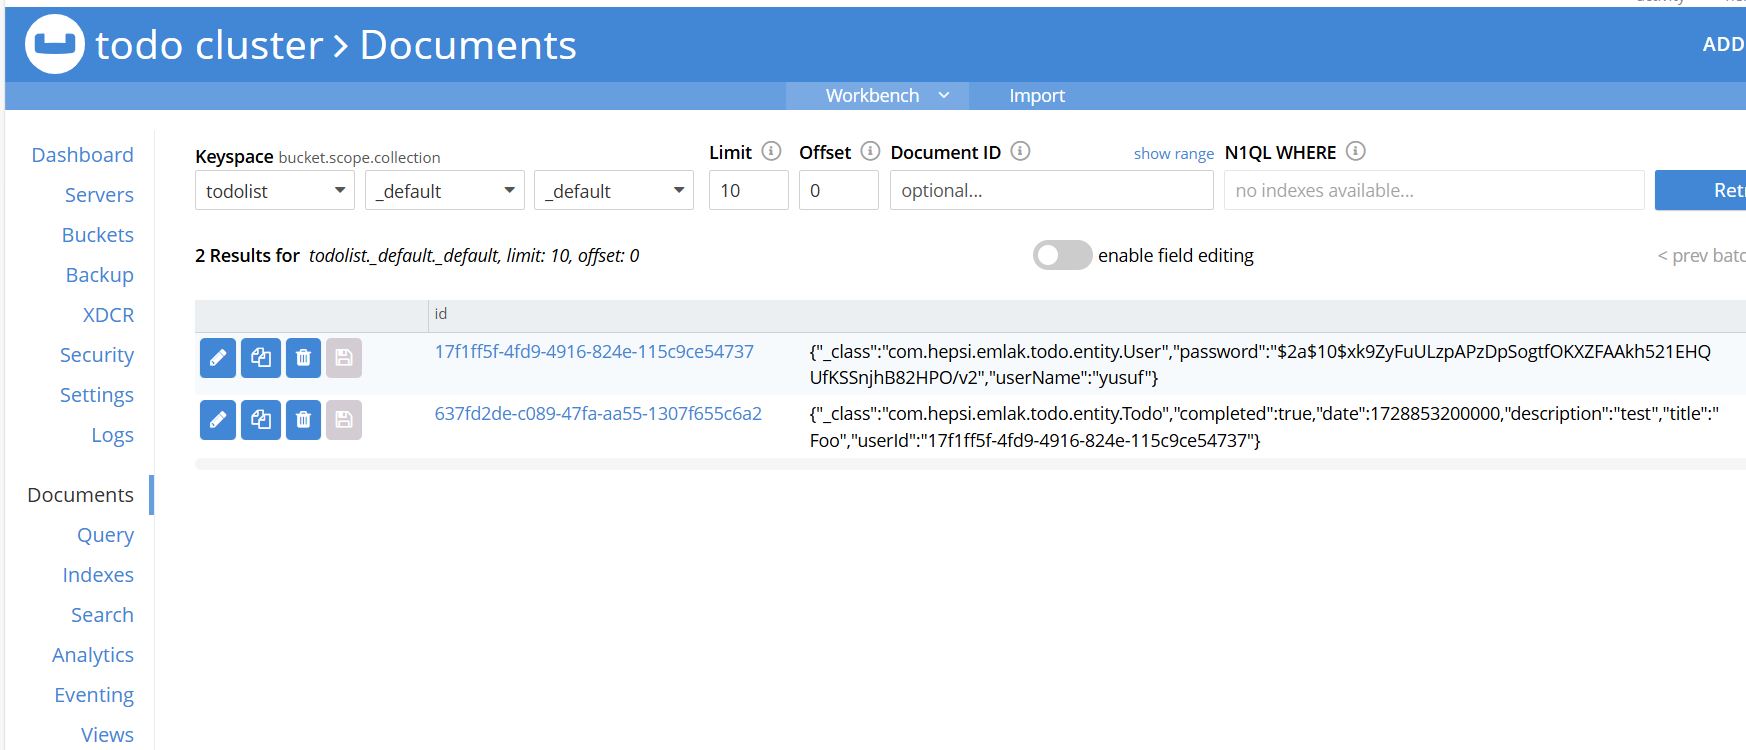 todo cluster > Documents
ADD
Workbench
Import
Dashboard
Servers
Buckets
Backup
XDCR
Security
Settings
Logs
Documents
Query
Indexes
Search
Analytics
Eventing
Views
Keyspace bucket.scope.collection
Limit
Offset
Document ID
show range
N1QL WHERE
todolist
_default
_default
10
0
optional...
no indexes available...
2 Results for todolist._default._default, limit: 10, offset: 0
enable field editing
< prev batc
id
17f1ff5f-4fd9-4916-824e-115c9ce54737
{"_class":"com.hepsi.emlak.todo.entity.User","password":"$2a$10$xk9ZyFuULzpAPzDpSogtfOKXZFAAkh521EHQ
UfKSSnjhB82HPO/v2","userName":"yusuf"}
637fd2de-c089-47fa-aa55-1307f655c6a2
{"_class":"com.hepsi.emlak.todo.entity.Todo","completed":true,"date":1728853200000,"description":"test","title":"
Foo","userId":"17f1ff5f-4fd9-4916-824e-115c9ce54737"}